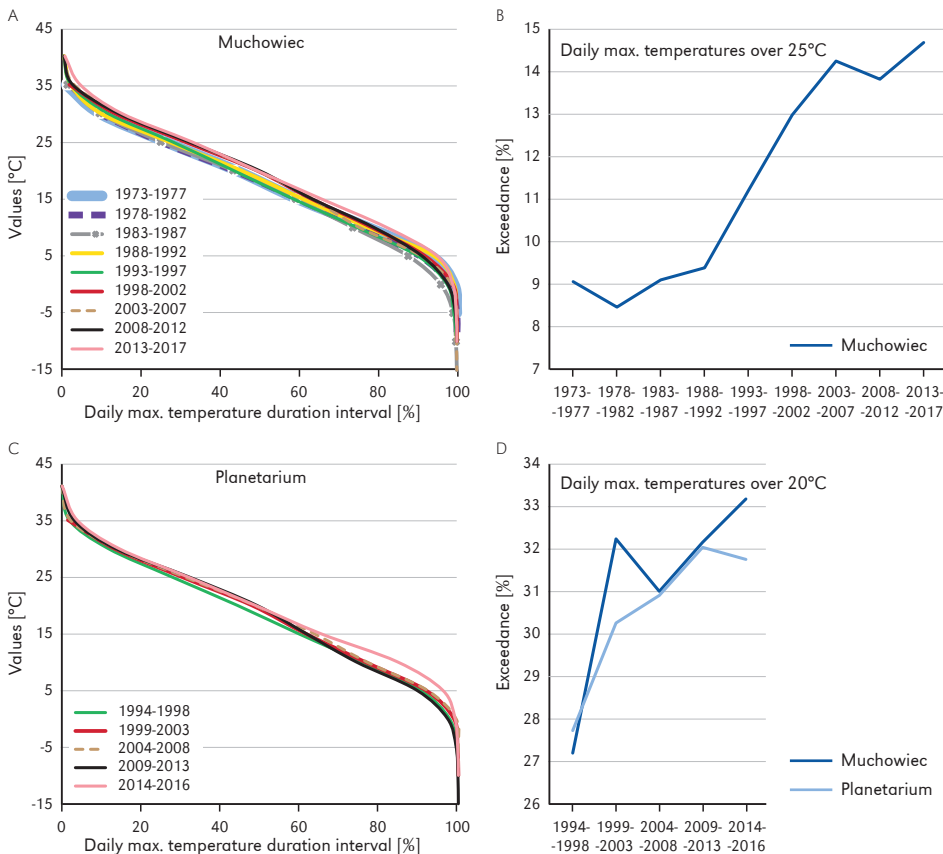 A
45
35
25
15
5
-5
-15
Values [°C]
Muchowiec
1973-1977
1978-1982
1983-1987
1988-1992
1993-1997
1998-2002
2003-2007
2008-2012
2013-2017
0 20 40 60 80 100
Daily max. temperature duration interval [%]
B
15
14
13
12
11
10
9
8
7
Exceedance [%]
Daily max. temperatures over 25°C
Muchowiec
1973- 1978- 1983- 1988- 1993- 1998- 2003- 2008- 2013-
-1977 -1982 -1987 -1992 -1997 -2002 -2007 -2012 -2017
C
45
35
25
15
5
-5
-15
Values [°C]
Planetarium
1994-1998
1999-2003
2004-2008
2009-2013
2014-2016
0 20 40 60 80 100
Daily max. temperature duration interval [%]
D
34
33
32
31
30
29
28
27
26
Exceedance [%]
Daily max. temperatures over 20°C
Muchowiec
Planetarium
1994- 1999- 2004- 2009- 2014-
-1998 -2003 -2008 -2013 -2016